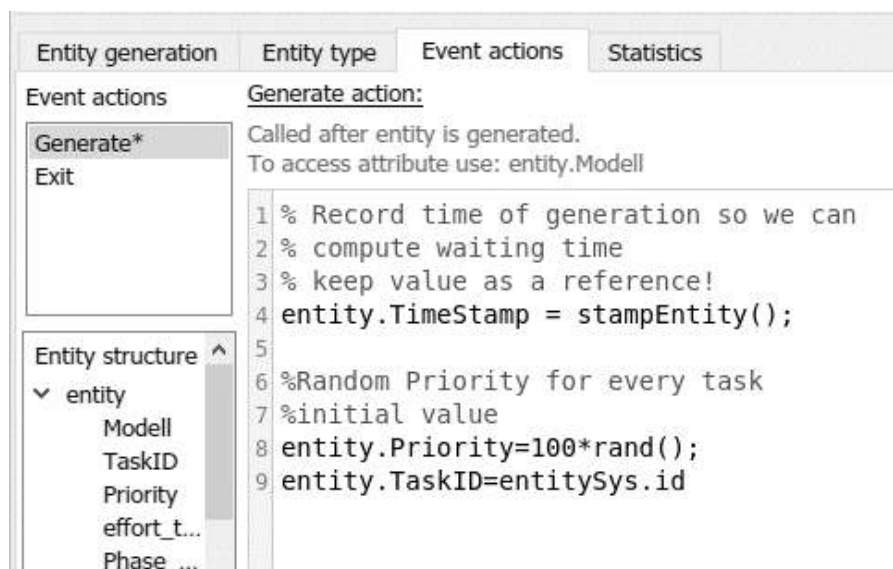 Entity generation Entity type Event actions Statistics
Event actions
Generate*
Exit
Entity structure
entity
Modell
TaskID
Priority
effort_t...
Phase_...
Generate action:
Called after entity is generated.
To access attribute use: entity.Modell
1 % Record time of generation so we can
2 % compute waiting time
3 % keep value as a reference!
4 entity.TimeStamp = stampEntity();
5
6 %Random Priority for every task
7 %initial value
8 entity.Priority=100*rand();
9 entity.TaskID=entitySys.id